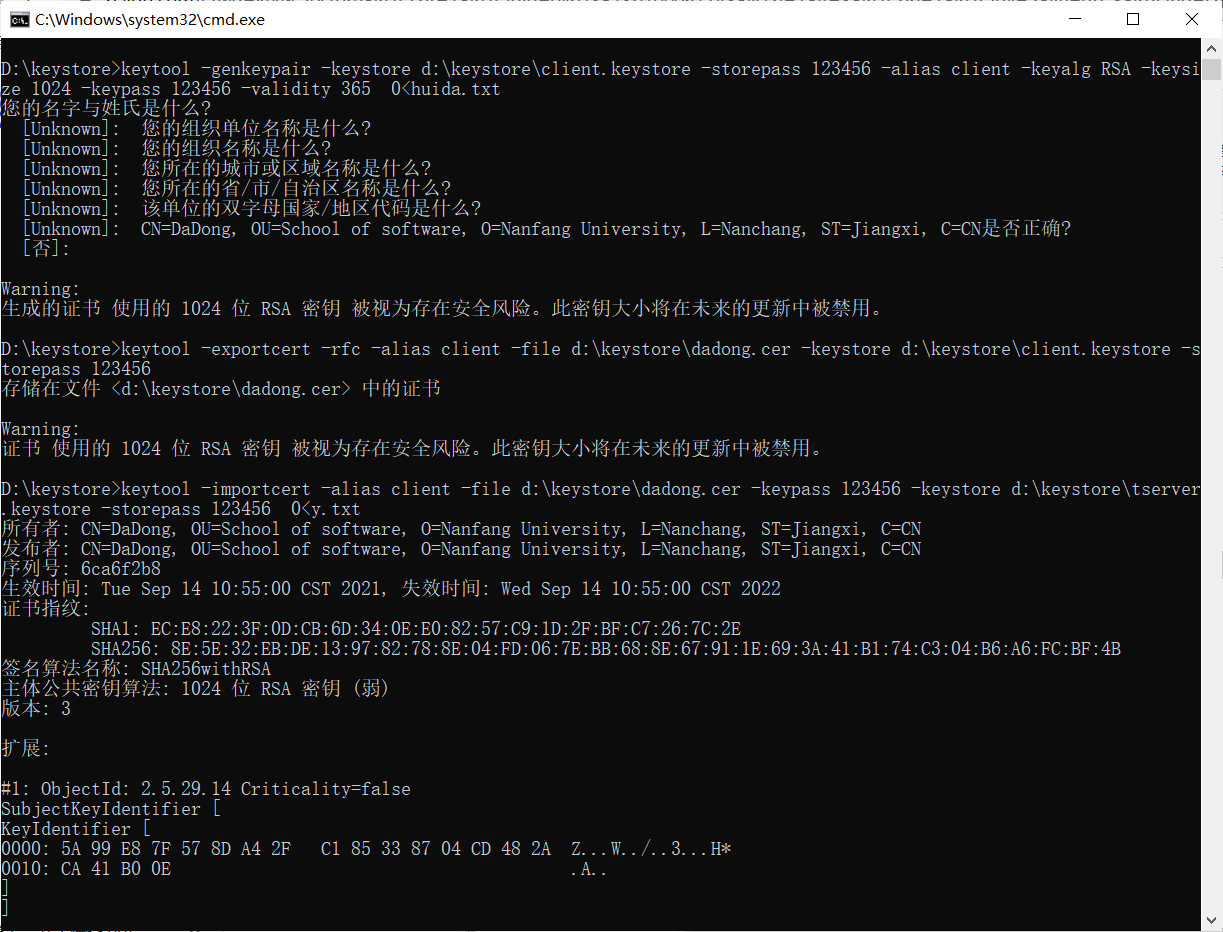 C:\Windows\system32\cmd.exe
D:\keystore>keytool -genkeypair -keystore d:\keystore\client.keystore -storepass 123456 -alias client -keyalg RSA -keysi
ze 1024 -keypass 123456 -validity 365  0<huida.txt
您的名字与姓氏是什么?
  [Unknown]:  您的组织单位名称是什么?
  [Unknown]:  您的组织名称是什么?
  [Unknown]:  您所在的城市或区域名称是什么?
  [Unknown]:  您所在的省/市/自治区名称是什么?
  [Unknown]:  该单位的双字母国家/地区代码是什么?
  [Unknown]:  CN=DaDong, OU=School of software, O=Nanfang University, L=Nanchang, ST=Jiangxi, C=CN是否正确?
  [否]:
Warning:
生成的证书 使用的 1024 位 RSA 密钥 被视为存在安全风险。此密钥大小将在未来的更新中被禁用。
D:\keystore>keytool -exportcert -rfc -alias client -file d:\keystore\dadong.cer -keystore d:\keystore\client.keystore -s
torepass 123456
存储在文件 <d:\keystore\dadong.cer> 中的证书
Warning:
证书 使用的 1024 位 RSA 密钥 被视为存在安全风险。此密钥大小将在未来的更新中被禁用。
D:\keystore>keytool -importcert -alias client -file d:\keystore\dadong.cer -keypass 123456 -keystore d:\keystore\tserver
.keystore -storepass 123456  0<y.txt
所有者: CN=DaDong, OU=School of software, O=Nanfang University, L=Nanchang, ST=Jiangxi, C=CN
发布者: CN=DaDong, OU=School of software, O=Nanfang University, L=Nanchang, ST=Jiangxi, C=CN
序列号: 6ca6f2b8
生效时间: Tue Sep 14 10:55:00 CST 2021, 失效时间: Wed Sep 14 10:55:00 CST 2022
证书指纹:
         SHA1: EC:E8:22:3F:0D:CB:6D:34:0E:E0:82:57:C9:1D:2F:BF:C7:26:7C:2E
         SHA256: 8E:5E:32:EB:DE:13:97:82:78:8E:04:FD:06:7E:BB:68:8E:67:91:1E:69:3A:41:B1:74:C3:04:B6:A6:FC:BF:4B
签名算法名称: SHA256withRSA
主体公共密钥算法: 1024 位 RSA 密钥 (弱)
版本: 3
扩展:
#1: ObjectId: 2.5.29.14 Criticality=false
SubjectKeyIdentifier [
KeyIdentifier [
0000: 5A 99 E8 7F 57 8D A4 2F   C1 85 33 87 04 CD 48 2A  Z...W../..3...H*
0010: CA 41 B0 0E                                        .A..
]
]